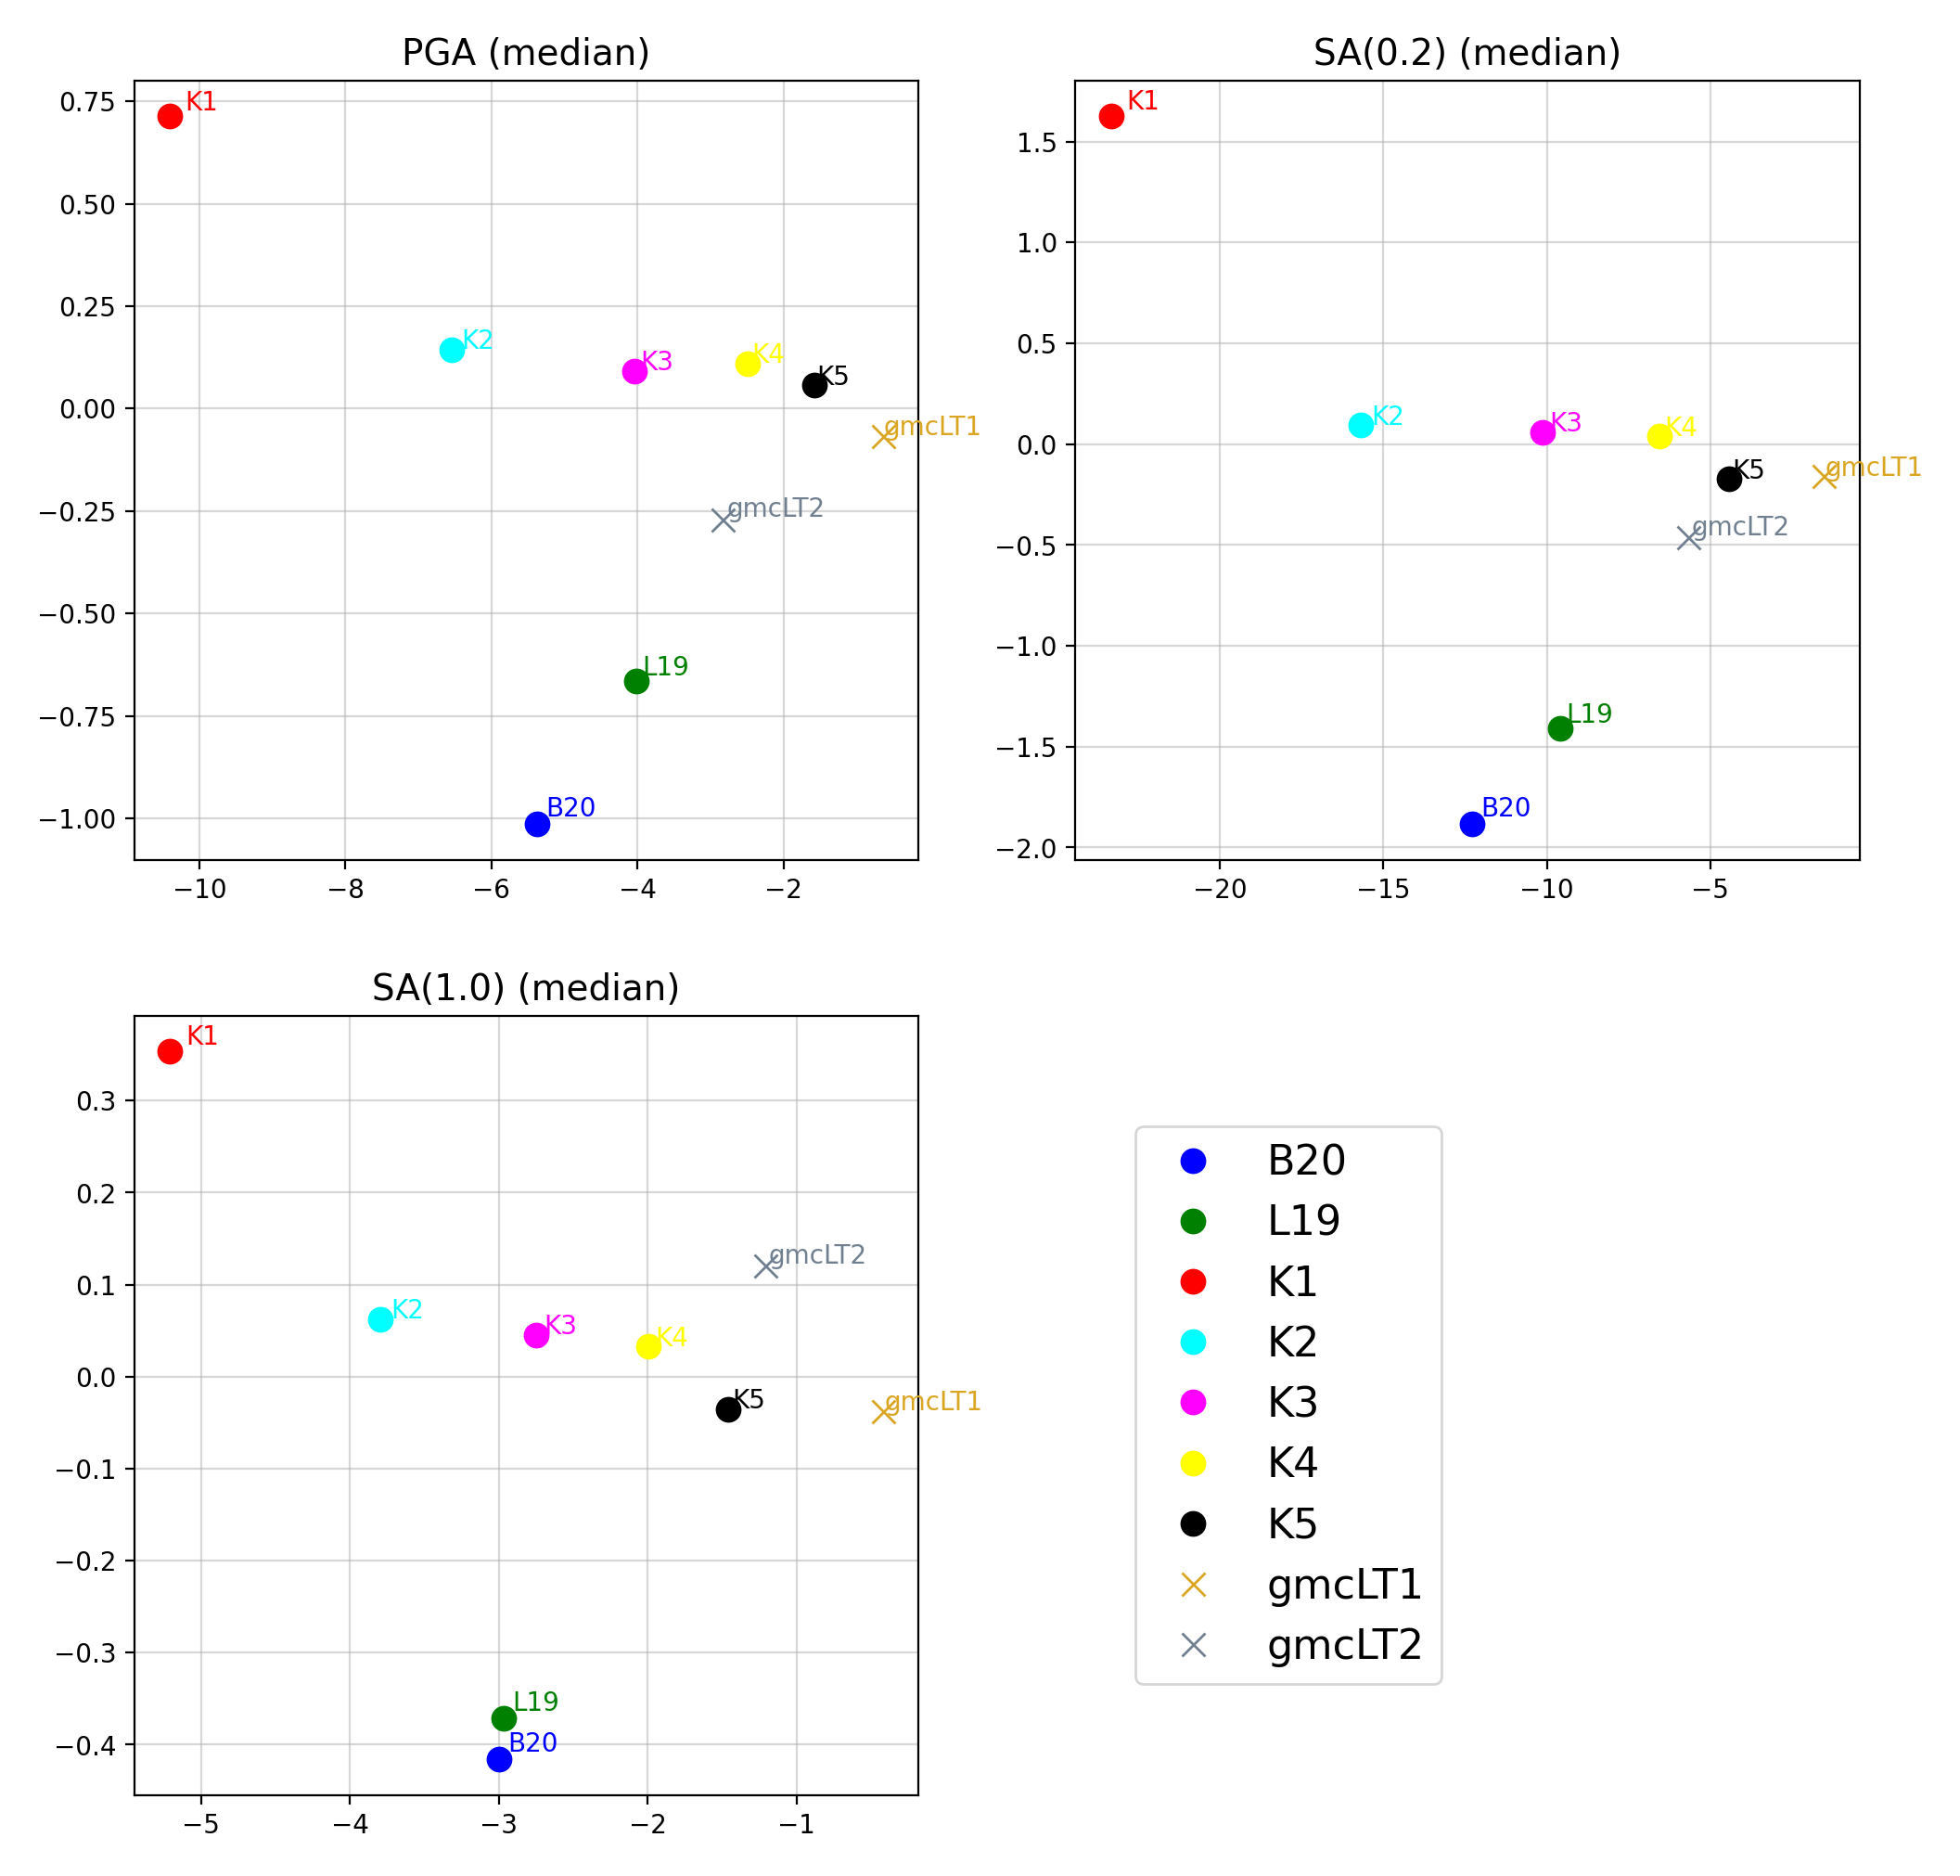 PGA (median)
0.75
0.50
0.25
0.00
−0.25
−0.50
−0.75
−1.00
K1
K2
K3
K4
K5
gmcLT1
gmcLT2
L19
B20
−10
−8
−6
−4
−2
SA(0.2) (median)
1.5
1.0
0.5
0.0
−0.5
−1.0
−1.5
−2.0
K1
K2
K3
K4
K5
gmcLT1
gmcLT2
L19
B20
−20
−15
−10
−5
SA(1.0) (median)
0.3
0.2
0.1
0.0
−0.1
−0.2
−0.3
−0.4
K1
gmcLT2
K2
K3
K4
K5
gmcLT1
L19
B20
−5
−4
−3
−2
−1
B20
L19
K1
K2
K3
K4
K5
gmcLT1
gmcLT2